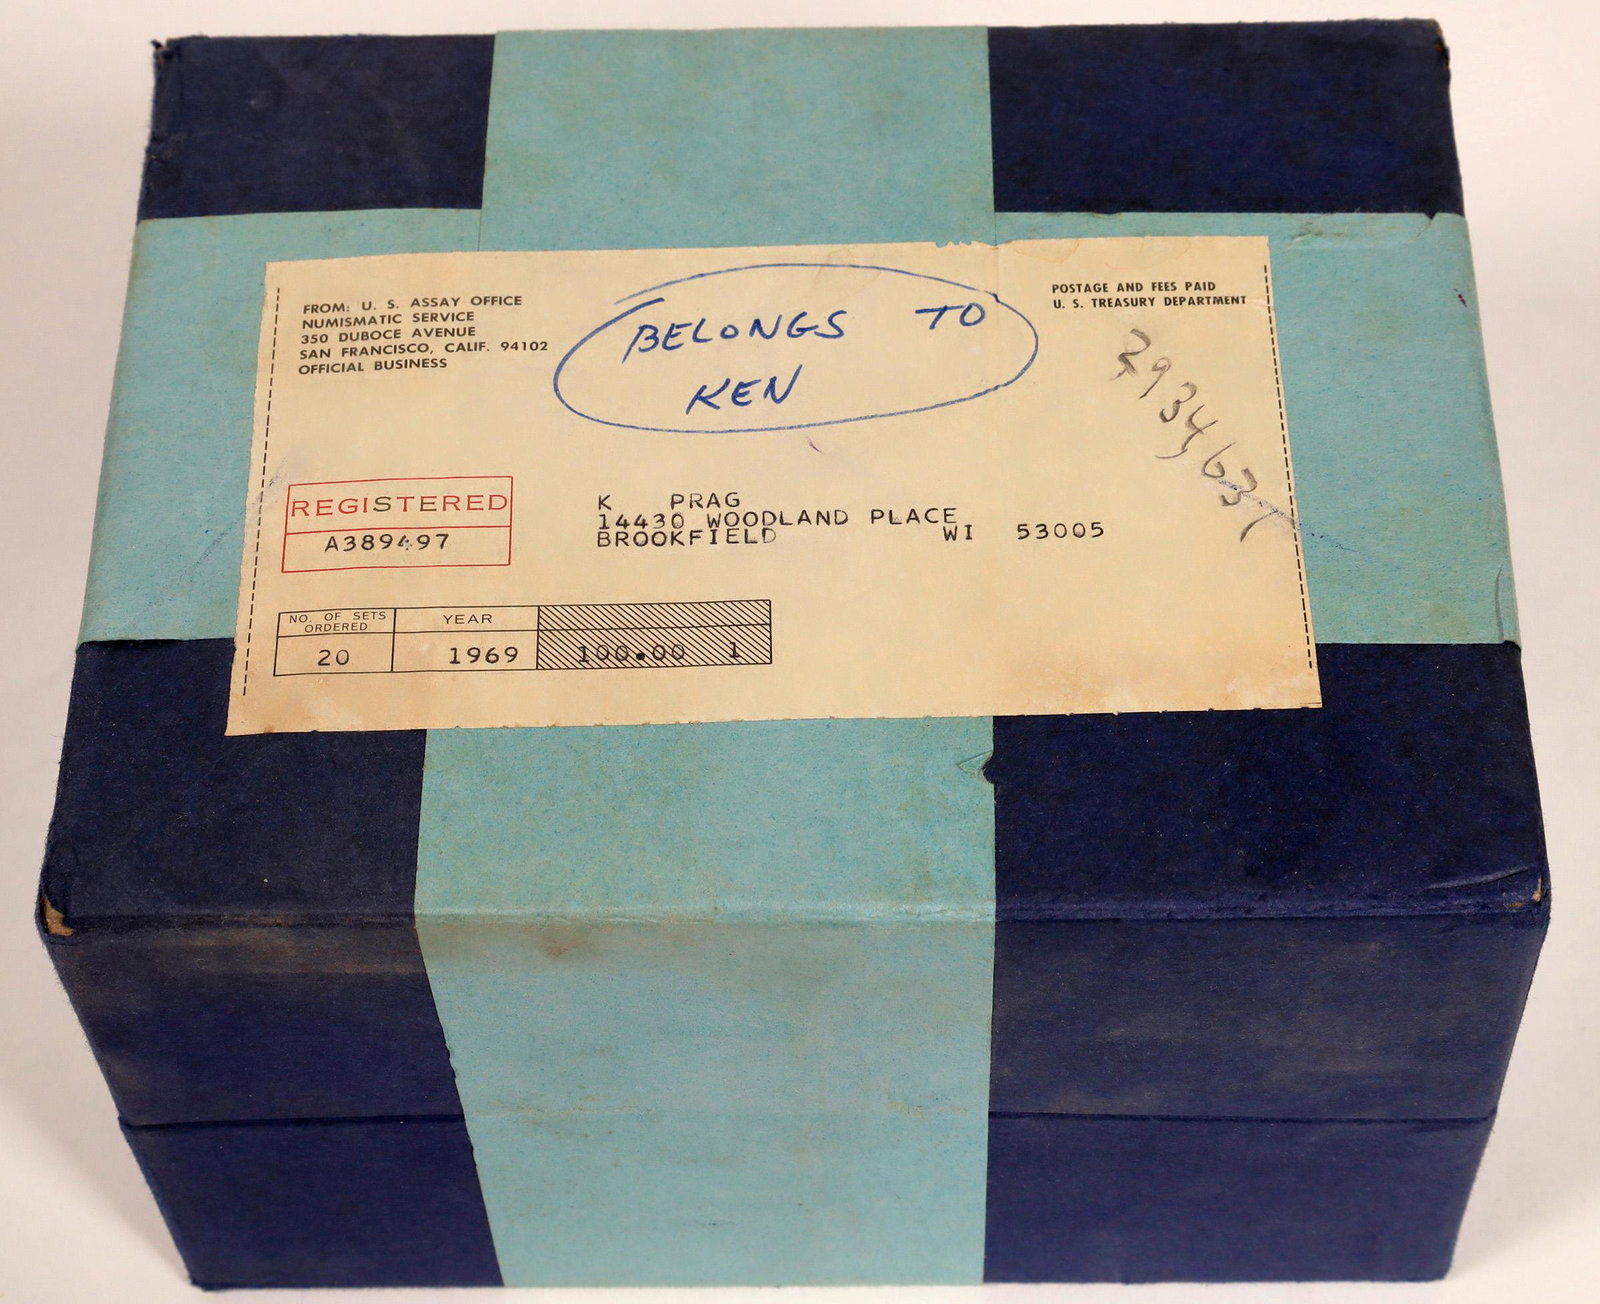 FROM: U. S. ASSAY OFFICE
NUMISMATIC SERVICE
350 DUBOCE AVENUE
SAN FRANCISCO, CALIF. 94102
OFFICIAL BUSINESS
BELONGS TO
KEN
POSTAGE AND FEES PAID
U. S. TREASURY DEPARTMENT
REGISTERED
A389497
K PRAG
14430 WOODLAND PLACE
BROOKFIELD WI 53005
NO. OF SETS ORDERED YEAR
20 1969 100.00 1